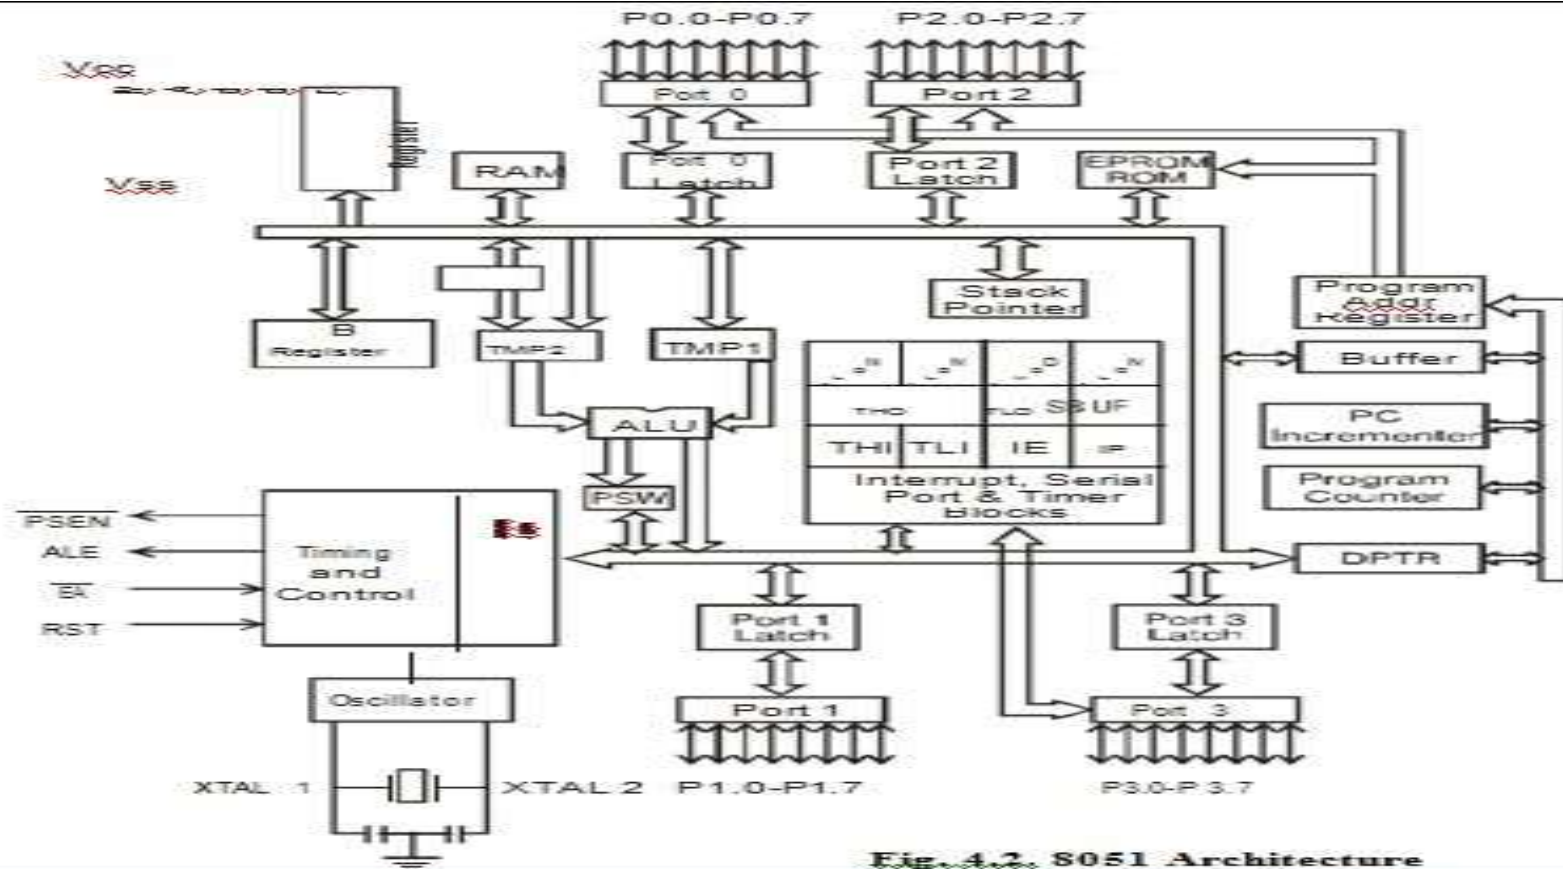 P0.0-P0.7
P2.0-P2.7
Vss
Port 0
Port 2
Register
RAM
Port 0
Latch
Port 2
Latch
EPROM
ROM
B
Register
TMP2
TMP1
Stack
Pointer
Program
Addr
Register
Buffer
PC
Incrementer
Program
Counter
DPTR
ALU
PSW
THO
TLO
SBUF
THI
TLI
IE
IP
Interrupt, Serial
Port & Timer
Blocks
PSEN
ALE
EA
RST
Timing
and
Control
Oscillator
XTAL 1
XTAL 2
Port 1
Latch
Port 3
Latch
Port 1
Port 3
P1.0-P1.7
P3.0-P3.7
Fig. 4.2. 8051 Architecture